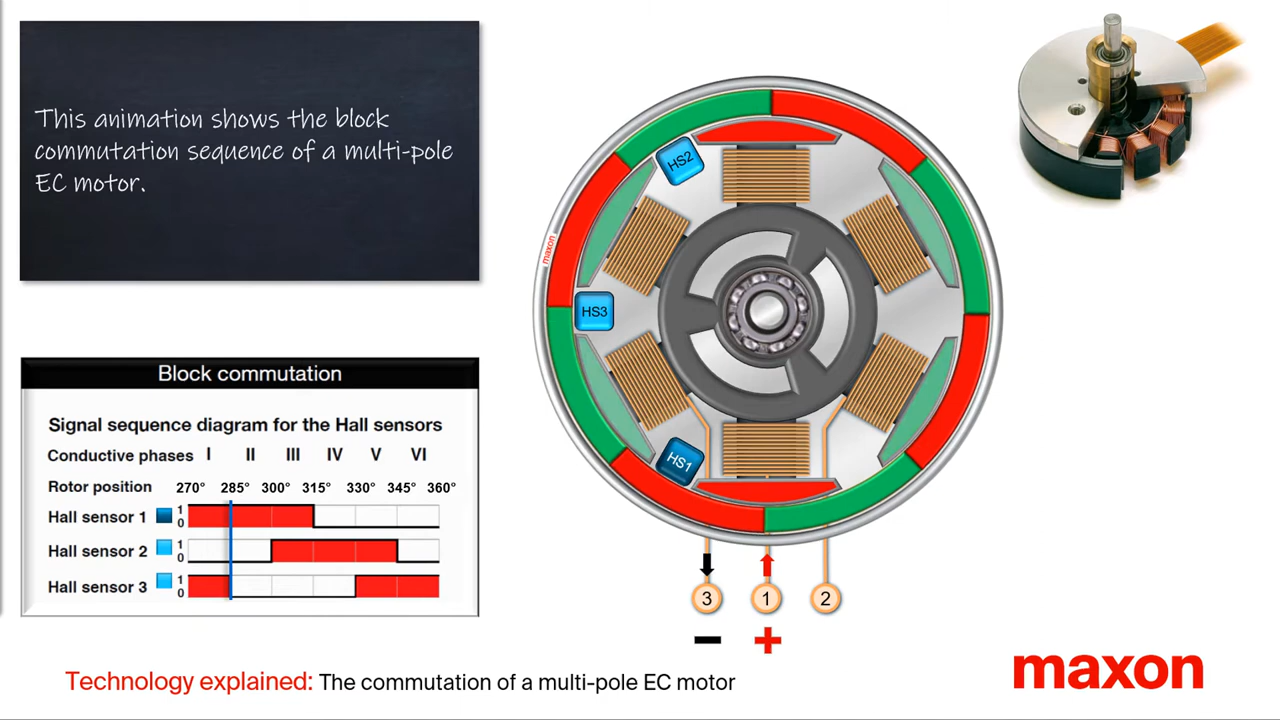 This animation shows the block
commutation sequence of a multi-pole
EC motor.
Block commutation
Signal sequence diagram for the Hall sensors
Conductive phases I II III IV V VI
Rotor position 270° 285° 300° 315° 330° 345° 360°
Hall sensor 1 1 0
Hall sensor 2 1 0
Hall sensor 3 1 0
HS2
maxon
HS3
HS1
3 1 2
− +
Technology explained: The commutation of a multi-pole EC motor
maxon